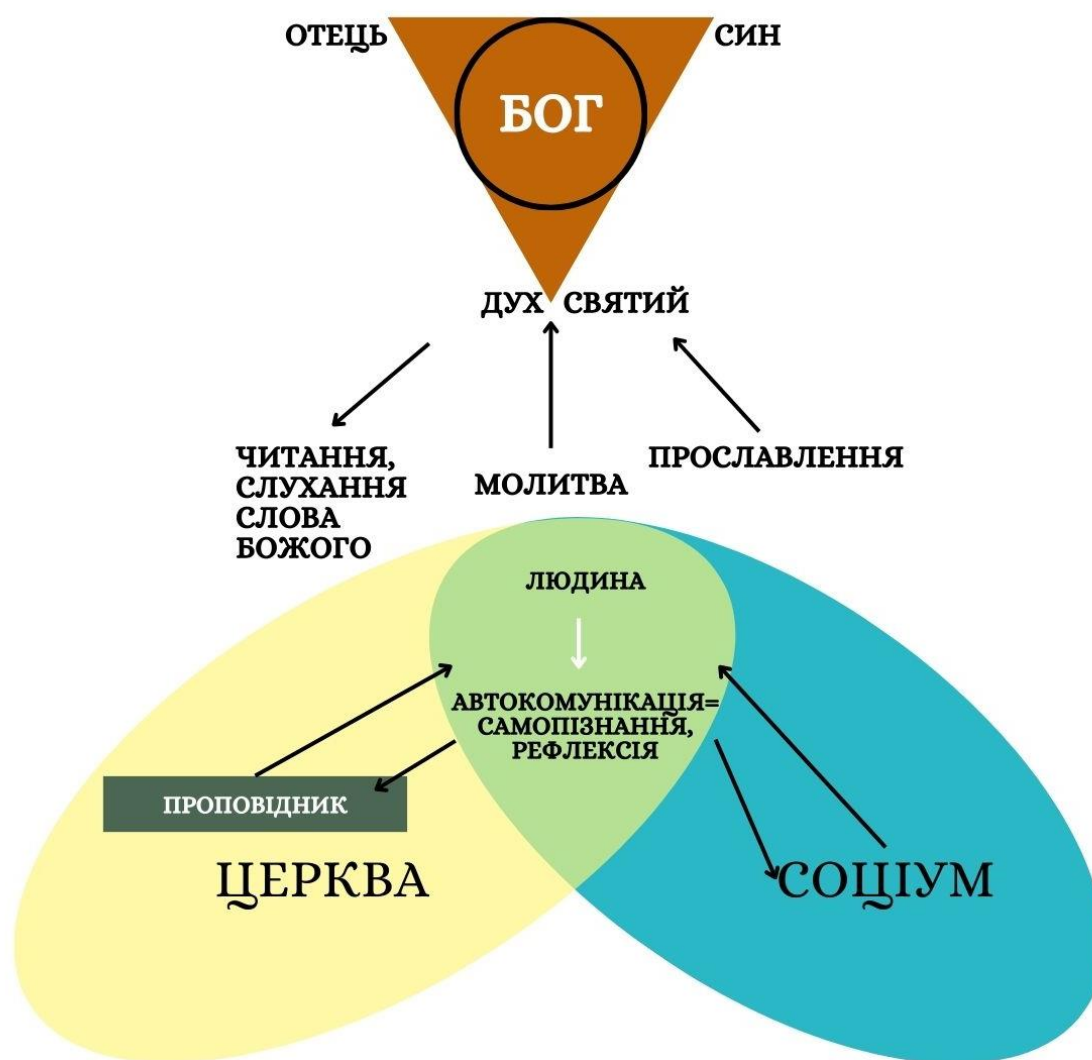 ОТЕЦЬ
СИН
БОГ
ДУХ СВЯТИЙ
ЧИТАННЯ,
СЛУХАННЯ
СЛОВА
БОЖОГО
МОЛИТВА
ПРОСЛАВЛЕННЯ
ЛЮДИНА
АВТОКОМУНІКАЦІЯ=
САМОПІЗНАННЯ,
РЕФЛЕКСІЯ
ПРОПОВІДНИК
ЦЕРКВА
СОЦІУМ